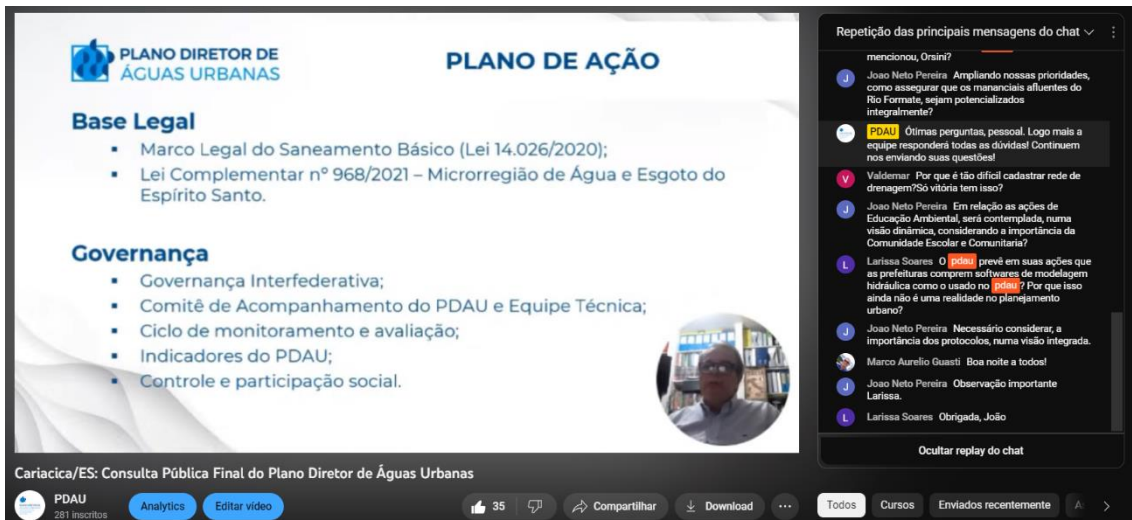 PLANO DIRETOR DE
ÁGUAS URBANAS
PLANO DE AÇÃO
Base Legal
▪ Marco Legal do Saneamento Básico (Lei 14.026/2020);
▪ Lei Complementar nº 968/2021 – Microrregião de Água e Esgoto do
Espírito Santo.
Governança
▪ Governança Interfederativa;
▪ Comitê de Acompanhamento do PDAU e Equipe Técnica;
▪ Ciclo de monitoramento e avaliação;
▪ Indicadores do PDAU;
▪ Controle e participação social.
Cariacica/ES: Consulta Pública Final do Plano Diretor de Águas Urbanas
PDAU
281 inscritos
Analytics
Editar vídeo
35
Compartilhar
Download
Repetição das principais mensagens do chat
mencionou, Orsini?
J
Joao Neto Pereira Ampliando nossas prioridades,
como assegurar que os mananciais afluentes do
Rio Formate, sejam potencializados
integralmente?
PDAU Ótimas perguntas, pessoal. Logo mais a
equipe responderá todas as dúvidas! Continuem
nos enviando suas questões!
V
Valdemar Por que é tão difícil cadastrar rede de
drenagem?Só vitória tem isso?
J
Joao Neto Pereira Em relação as ações de
Educação Ambiental, será contemplada, numa
visão dinâmica, considerando a importância da
Comunidade Escolar e Comunitaria?
L
Larissa Soares O pdau prevê em suas ações que
as prefeituras comprem softwares de modelagem
hidráulica como o usado no pdau? Por que isso
ainda não é uma realidade no planejamento
urbano?
J
Joao Neto Pereira Necessário considerar, a
importância dos protocolos, numa visão integrada.
Marco Aurelio Guasti Boa noite a todos!
J
Joao Neto Pereira Observação importante
Larissa.
L
Larissa Soares Obrigada, João
Ocultar replay do chat
Todos
Cursos
Enviados recentemente